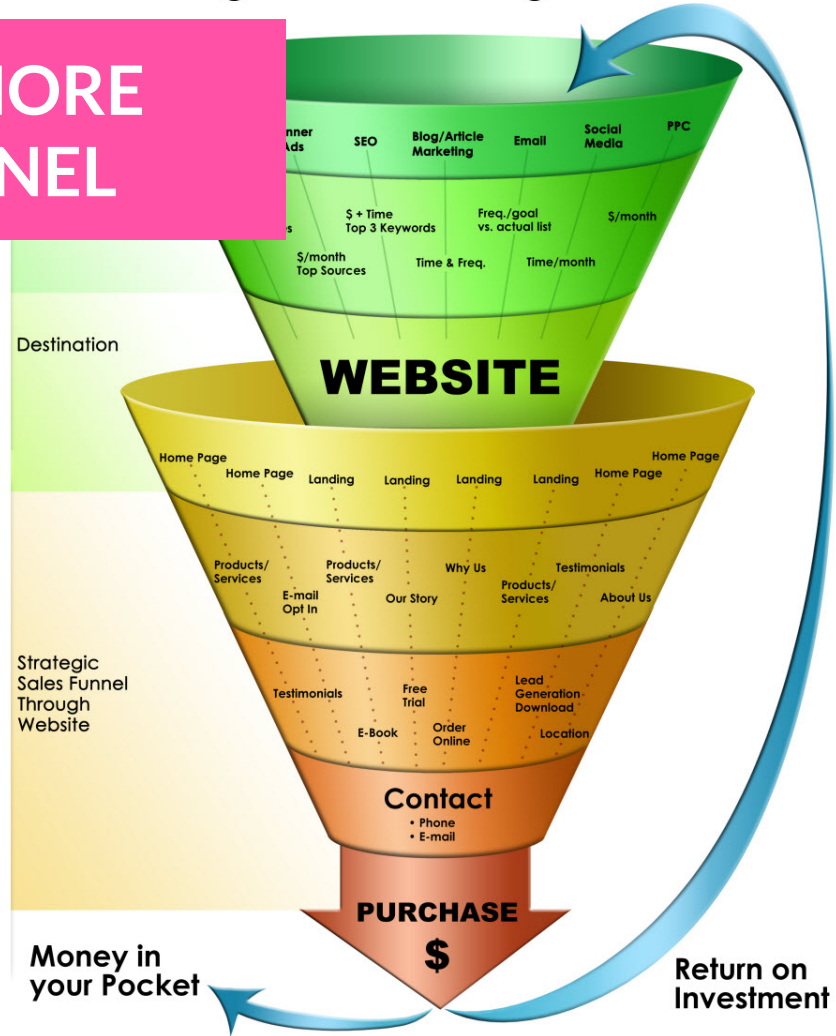 MORE
NEL
nner
Ads
SEO
Blog/Article
Marketing
Email
Social
Media
PPC
$ + Time
Top 3 Keywords
Freq./goal
vs. actual list
$/month
es
$/month
Top Sources
Time & Freq.
Time/month
Destination
WEBSITE
Home Page
Home Page
Landing
Landing
Landing
Landing
Home Page
Home Page
Products/
Services
E-mail
Opt In
Products/
Services
Our Story
Why Us
Products/
Services
Testimonials
About Us
Strategic
Sales Funnel
Through
Website
Testimonials
E-Book
Free
Trial
Order
Online
Lead
Generation
Download
Location
Contact
• Phone
• E-mail
PURCHASE
$
Money in
your Pocket
Return on
Investment